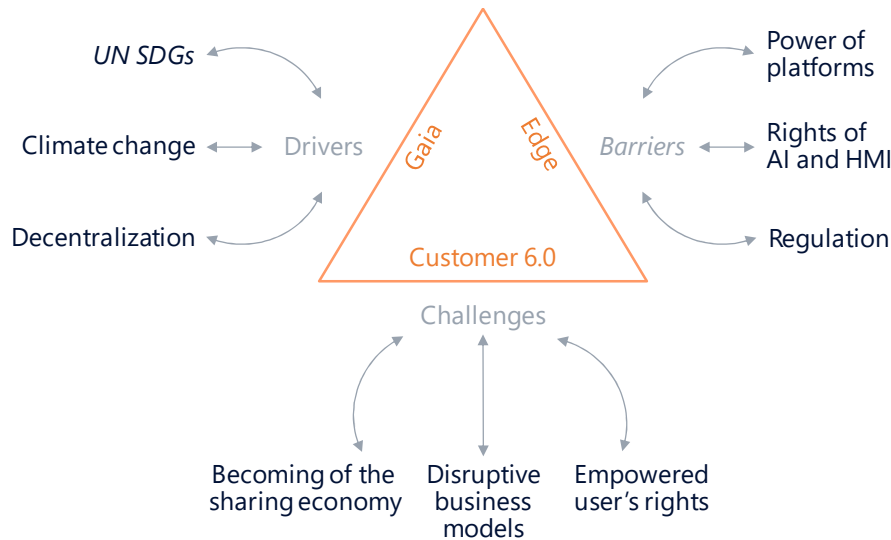 UN SDGs
Climate change
Decentralization
Drivers
Gaia
Edge
Customer 6.0
Barriers
Power of
platforms
Rights of
AI and HMI
Regulation
Challenges
Becoming of the
sharing economy
Disruptive
business
models
Empowered
user's rights